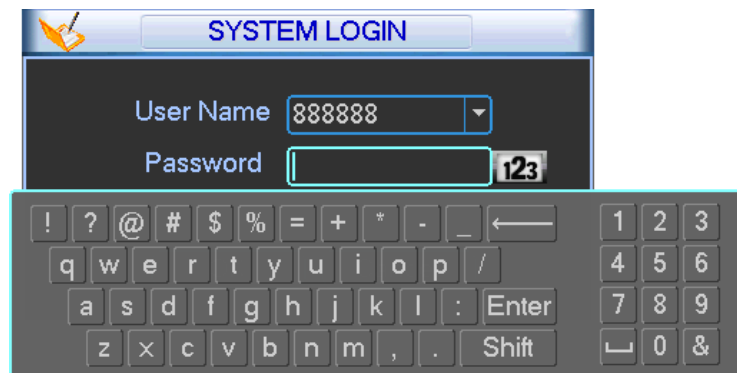 SYSTEM LOGIN
User Name 888888
Password 123
! ? @ # $ % = + * - _ 1 2 3
q w e r t y u i o p / 4 5 6
a s d f g h j k l : Enter 7 8 9
z x c v b n m , . Shift 0 &